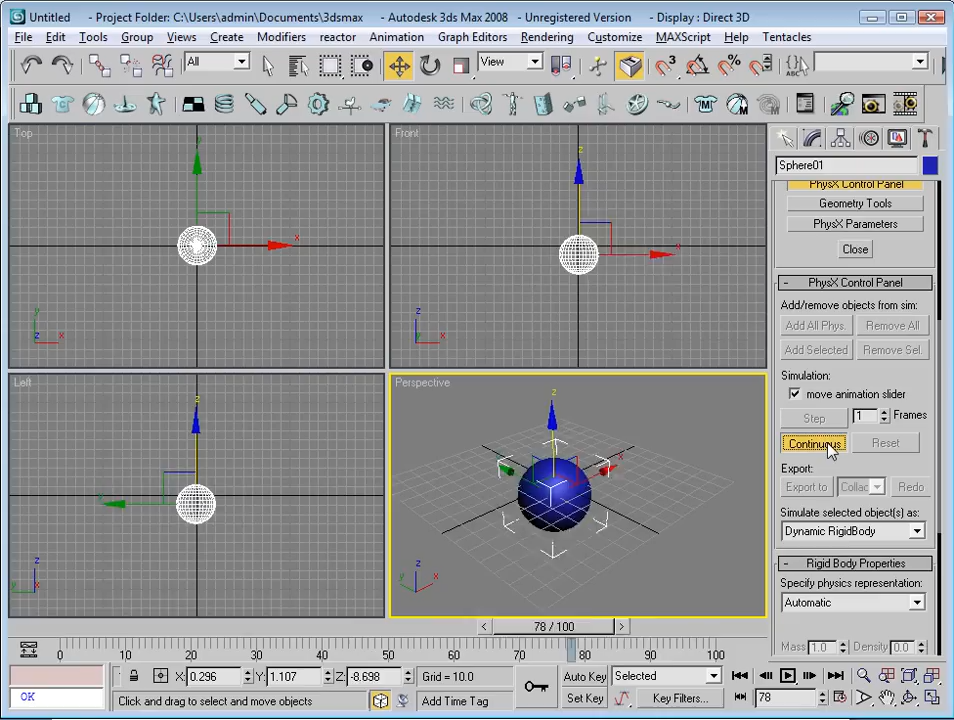 Untitled - Project Folder: C:\Users\admin\Documents\3dsmax - Autodesk 3ds Max 2008 - Unregistered Version - Display : Direct 3D
File Edit Tools Group Views Create Modifiers reactor Animation Graph Editors Rendering Customize MAXScript Help Tentacles
All View 3
Top Front
Sphere01
PhysX Control Panel
Geometry Tools
PhysX Parameters
Close
- PhysX Control Panel
Add/remove objects from sim:
Add All Phys. Remove All
Add Selected Remove Sel.
Simulation:
move animation slider
Step 1 Frames
Continuous Reset
Export:
Export to Collac Redo
Simulate selected object(s) as:
Dynamic RigidBody
- Rigid Body Properties
Specify physics representation:
Automatic
Mass 1.0 Density 0.0
y x z x
z y x z x
Left Perspective
z y z x
z y x z y x
< 78 / 100 >
0 10 20 30 40 50 60 70 80 90 100
X: 0.296 Y: 1.107 Z: -8.698 Grid = 10.0 Auto Key Selected
OK Click and drag to select and move objects Add Time Tag Set Key Key Filters... 78